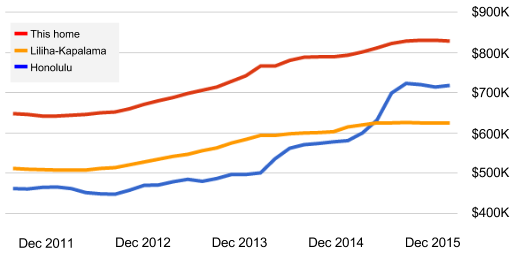 $900K
This home
Liliha-Kapalama
Honolulu
$800K
$700K
$600K
$500K
$400K
Dec 2011 Dec 2012 Dec 2013 Dec 2014 Dec 2015